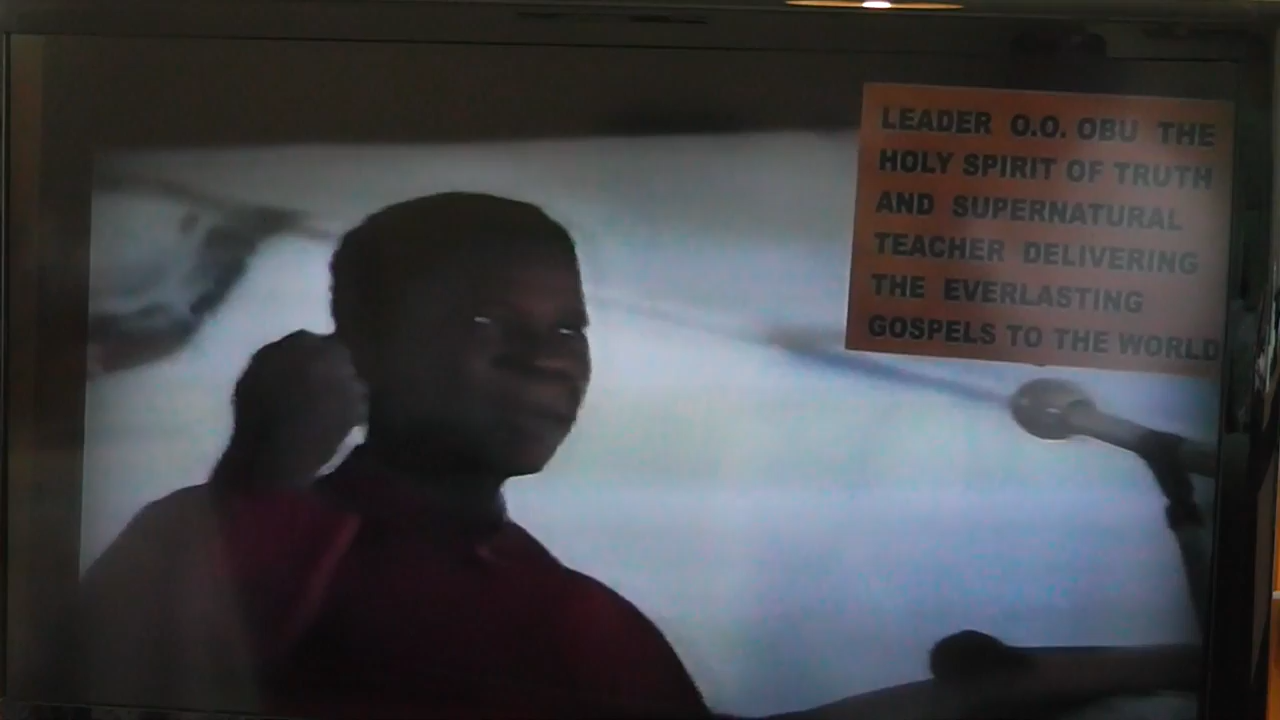 LEADER O.O. OBU THE
HOLY SPIRIT OF TRUTH
AND SUPERNATURAL
TEACHER DELIVERING
THE EVERLASTING
GOSPELS TO THE WORLD